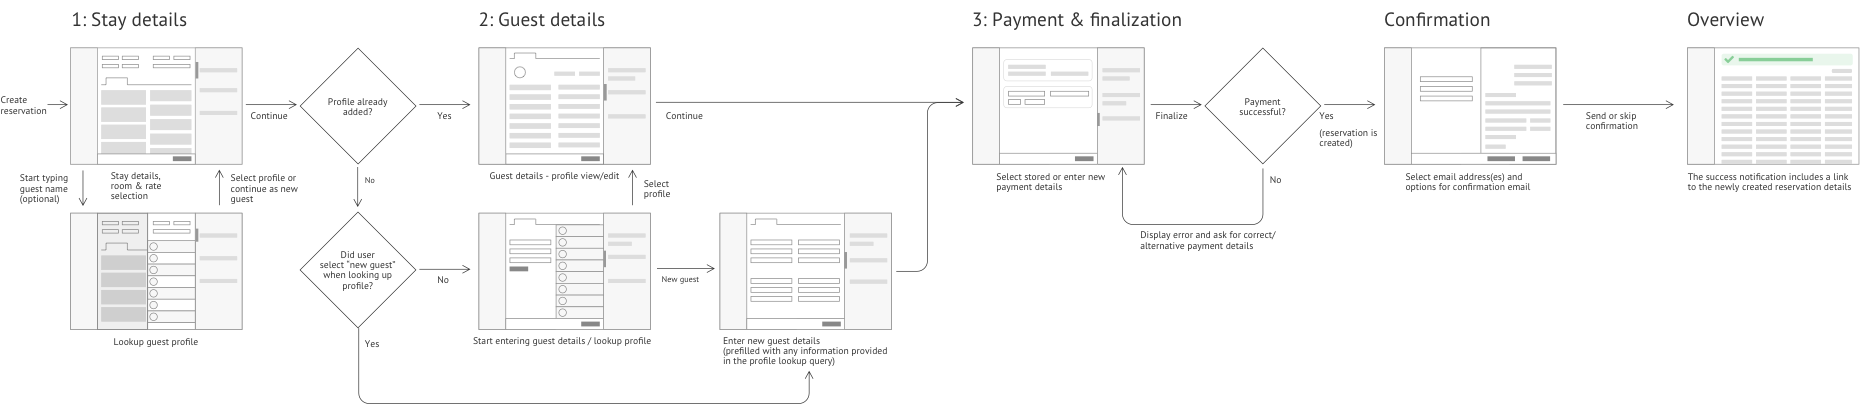 1: Stay details
2: Guest details
3: Payment & finalization
Confirmation
Overview
Create
reservation
Continue
Profile already
added?
Yes
No
Continue
Finalize
Payment
successful?
Yes
(reservation is
created)
No
Send or skip
confirmation
Start typing
guest name
(optional)
Stay details,
room & rate
selection
Select profile or
continue as new
guest
Guest details - profile view/edit
Select
profile
Select stored or enter new
payment details
Select email address(es) and
options for confirmation email
The success notification includes a link
to the newly created reservation details
Display error and ask for correct/
alternative payment details
Did user
select "new guest"
when looking up
profile?
No
New guest
Yes
Lookup guest profile
Start entering guest details / lookup profile
Enter new guest details
(prefilled with any information provided
in the profile lookup query)